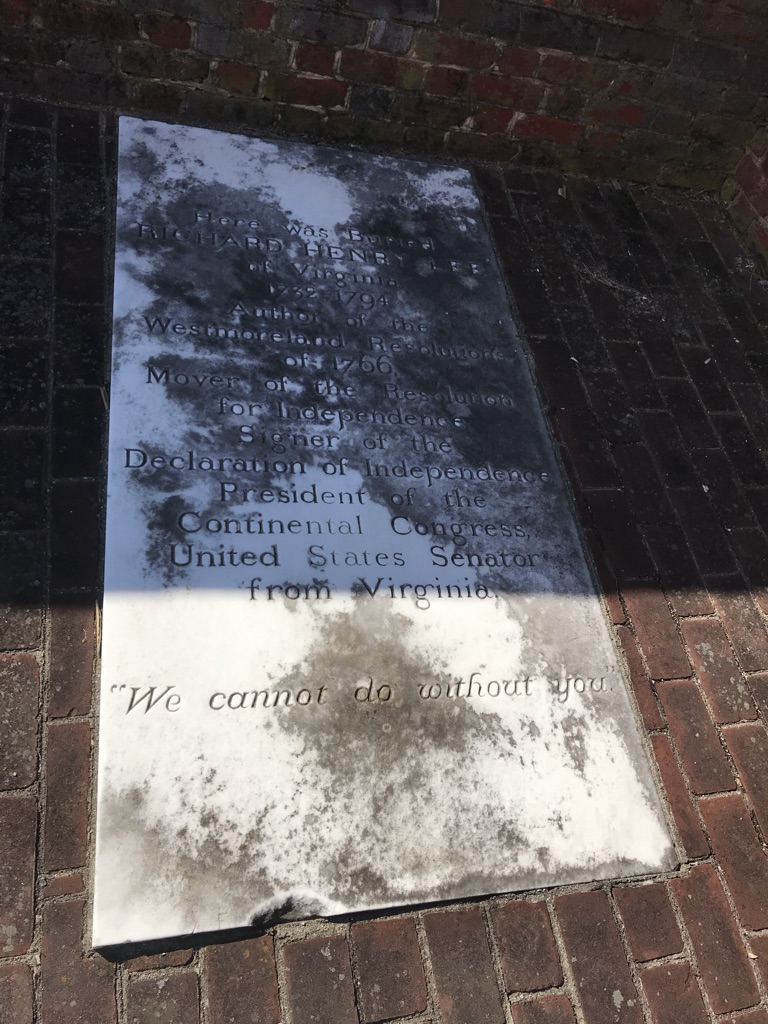 Here was Buried
RICHARD HENRY LEE
of Virginia
1732-1794
Author of the
Westmoreland Resolutions
of 1766
Mover of the Resolution
for Independence
Signer of the
Declaration of Independence
President of the
Continental Congress,
United States Senator
from Virginia.
"We cannot do without you."